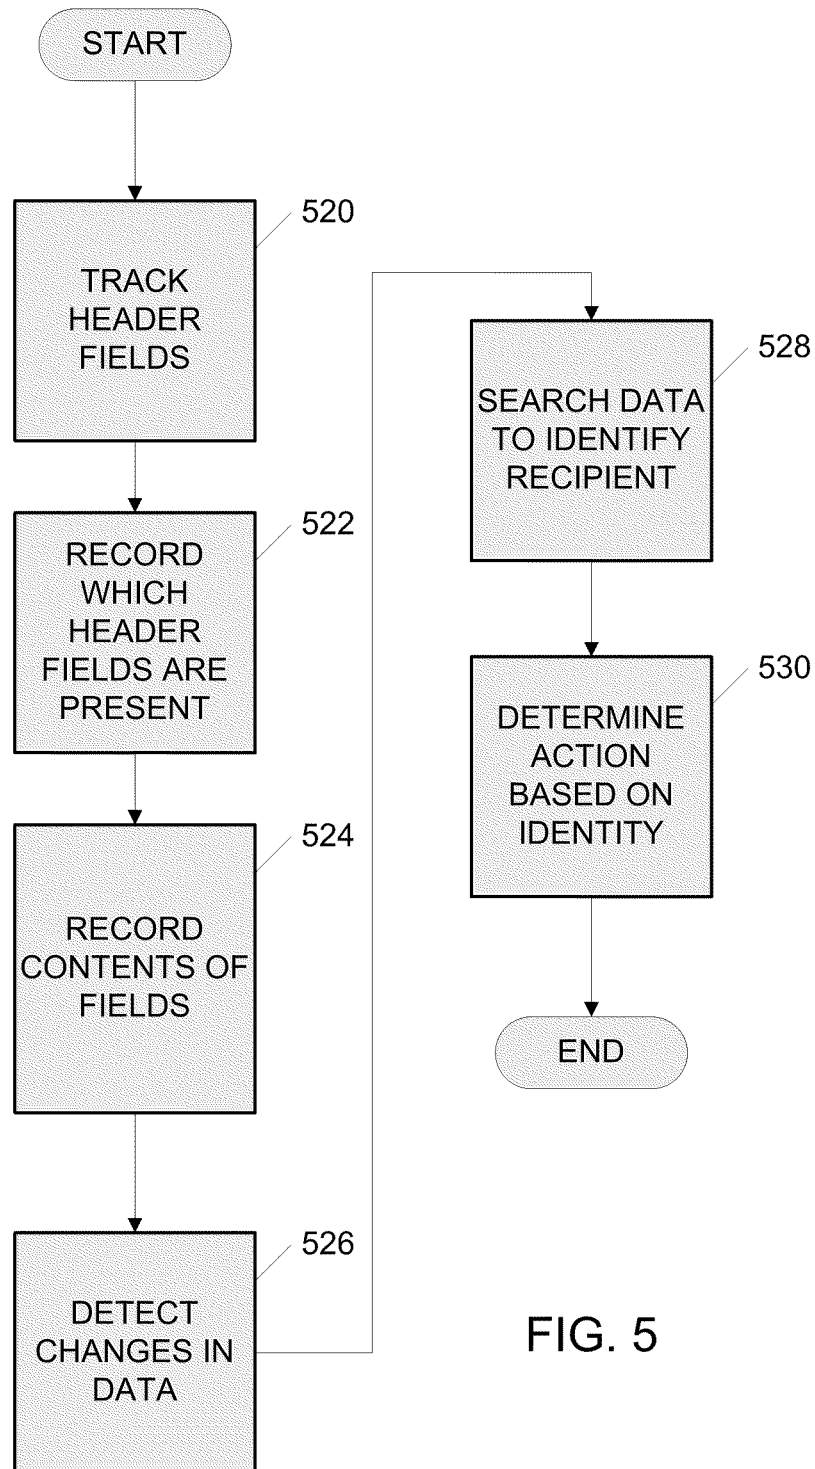 START
520
TRACK
HEADER
FIELDS
522
RECORD
WHICH
HEADER
FIELDS ARE
PRESENT
524
RECORD
CONTENTS OF
FIELDS
526
DETECT
CHANGES IN
DATA
528
SEARCH DATA
TO IDENTIFY
RECIPIENT
530
DETERMINE
ACTION
BASED ON
IDENTITY
END
FIG. 5